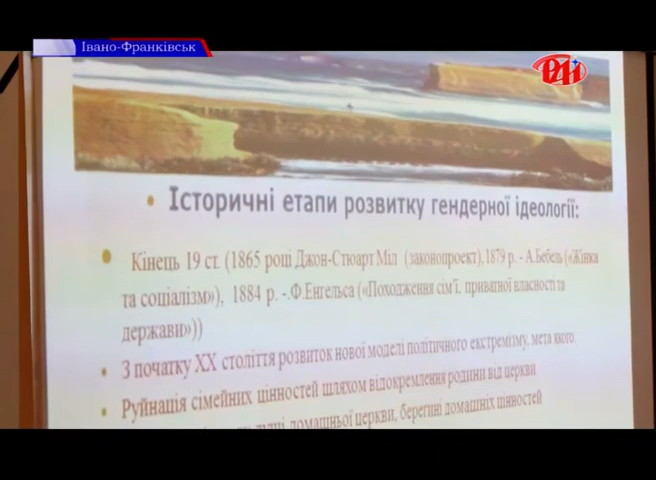 Івано-Франківськ
РАІ
• Історичні етапи розвитку гендерної ідеології:
• Кінець 19 ст. (1865 році Джон-Стюарт Міл (законопроект), 1879 р. - А.Бебель («Жінка
та соціалізм»), 1884 р. -.Ф.Енгельса («Походження сім'ї, приватної власності та
держави»))
• З початку XX століття розвиток нової моделі політичного екстремізму, мета якого:
• Руйнація сімейних цінностей шляхом відокремлення родини від церкви
домашньої церкви, берегині домашніх цінностей